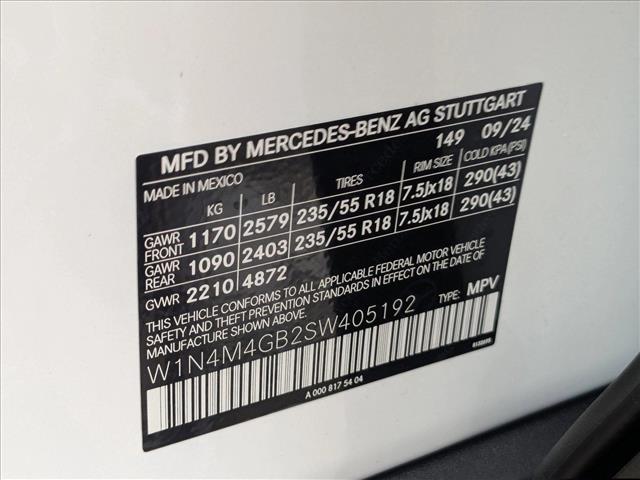 MFD BY MERCEDES-BENZ AG STUTTGART
MADE IN MEXICO 149 09/24
KG LB TIRES RIM SIZE COLD KPA(PSI)
GAWR FRONT 1170 2579 235/55 R18 7.5Jx18 290(43)
GAWR REAR 1090 2403 235/55 R18 7.5Jx18 290(43)
GVWR 2210 4872
THIS VEHICLE CONFORMS TO ALL APPLICABLE FEDERAL MOTOR VEHICLE
SAFETY AND THEFT PREVENTION STANDARDS IN EFFECT ON THE DATE OF
MANUFACTURE SHOWN ABOVE. TYPE: MPV
W1N4M4GB2SW405192
A 000 817 54 04